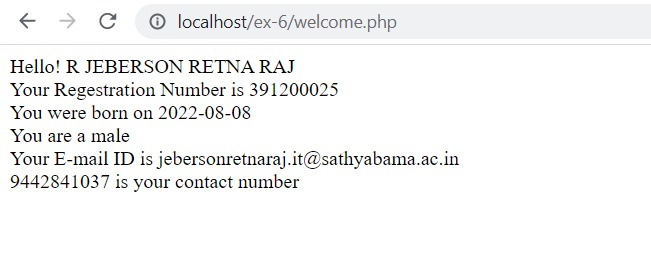 localhost/ex-6/welcome.php
Hello! R JEBERSON RETNA RAJ
Your Regestration Number is 391200025
You were born on 2022-08-08
You are a male
Your E-mail ID is jebersonretnaraj.it@sathyabama.ac.in
9442841037 is your contact number